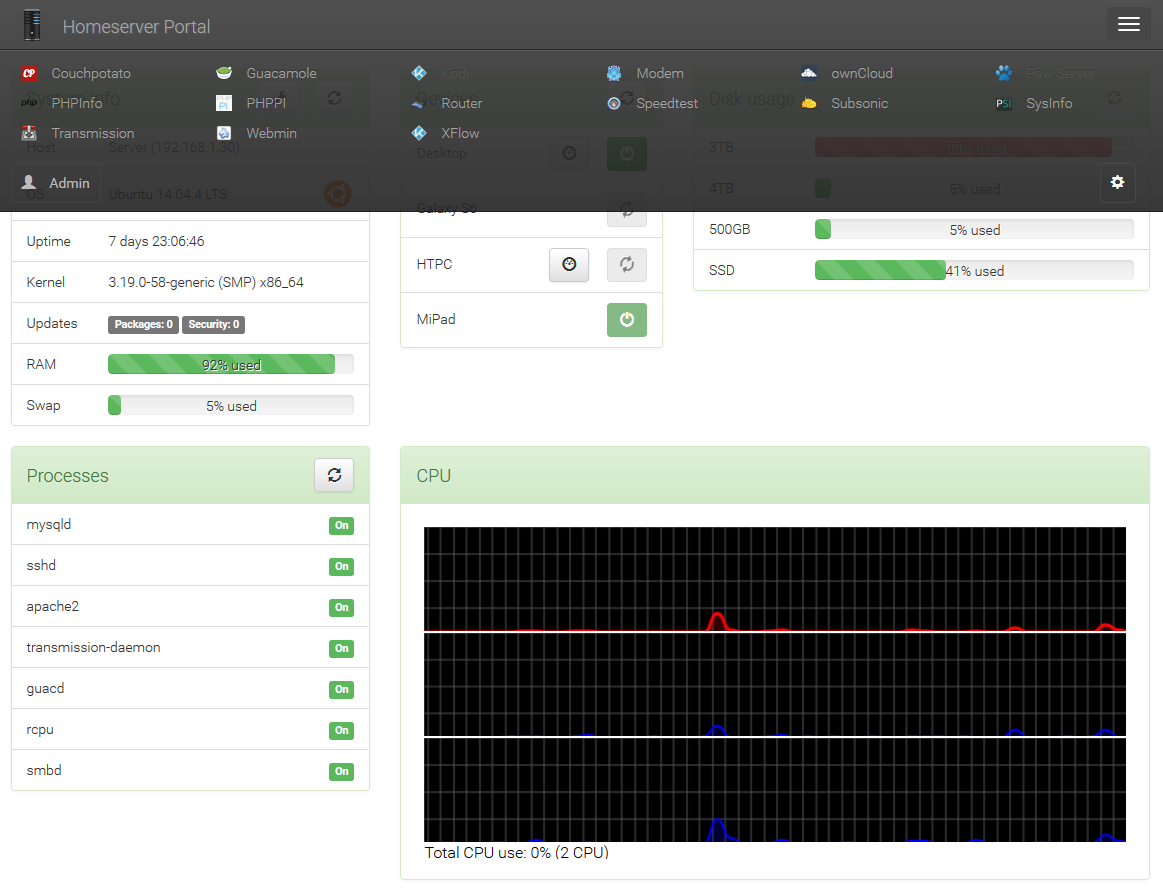 Homeserver Portal
Couchpotato Guacamole Kodi Modem ownCloud Paw Server
System info Devices Disk usage
PHPInfo PHPPI Router Speedtest Subsonic SysInfo
Transmission Webmin XFlow
Host Server (192.168.1.30)
Desktop
3TB 93% used
Admin
OS Ubuntu 14.04.4 LTS
4TB 5% used
Galaxy S6
Uptime 7 days 23:06:46
500GB 5% used
HTPC
SSD 41% used
Kernel 3.19.0-58-generic (SMP) x86_64
Updates Packages: 0 Security: 0
MiPad
RAM 92% used
Swap 5% used
Processes
CPU
mysqld On
sshd On
apache2 On
transmission-daemon On
guacd On
rcpu On
smbd On
Total CPU use: 0% (2 CPU)